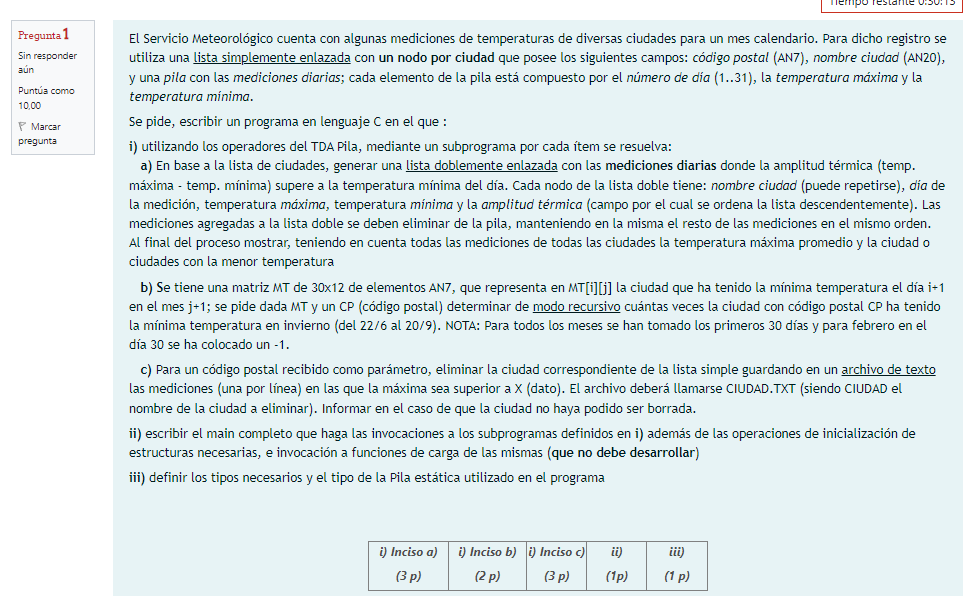 Tiempo restante 0:50:15
Pregunta 1
Sin responder
aún
Puntúa como
10,00
Marcar
pregunta
El Servicio Meteorológico cuenta con algunas mediciones de temperaturas de diversas ciudades para un mes calendario. Para dicho registro se
utiliza una lista simplemente enlazada con un nodo por ciudad que posee los siguientes campos: código postal (AN7), nombre ciudad (AN20),
y una pila con las mediciones diarias; cada elemento de la pila está compuesto por el número de día (1..31), la temperatura máxima y la
temperatura mínima.
Se pide, escribir un programa en lenguaje C en el que :
i) utilizando los operadores del TDA Pila, mediante un subprograma por cada ítem se resuelva:
a) En base a la lista de ciudades, generar una lista doblemente enlazada con las mediciones diarias donde la amplitud térmica (temp.
máxima - temp. mínima) supere a la temperatura mínima del día. Cada nodo de la lista doble tiene: nombre ciudad (puede repetirse), día de
la medición, temperatura máxima, temperatura mínima y la amplitud térmica (campo por el cual se ordena la lista descendentemente). Las
mediciones agregadas a la lista doble se deben eliminar de la pila, manteniendo en la misma el resto de las mediciones en el mismo orden.
Al final del proceso mostrar, teniendo en cuenta todas las mediciones de todas las ciudades la temperatura máxima promedio y la ciudad o
ciudades con la menor temperatura
b) Se tiene una matriz MT de 30x12 de elementos AN7, que representa en MT[i][j] la ciudad que ha tenido la mínima temperatura el día i+1
en el mes j+1; se pide dada MT y un CP (código postal) determinar de modo recursivo cuántas veces la ciudad con código postal CP ha tenido
la mínima temperatura en invierno (del 22/6 al 20/9). NOTA: Para todos los meses se han tomado los primeros 30 días y para febrero en el
día 30 se ha colocado un -1.
c) Para un código postal recibido como parámetro, eliminar la ciudad correspondiente de la lista simple guardando en un archivo de texto
las mediciones (una por línea) en las que la máxima sea superior a X (dato). El archivo deberá llamarse CIUDAD.TXT (siendo CIUDAD el
nombre de la ciudad a eliminar). Informar en el caso de que la ciudad no haya podido ser borrada.
ii) escribir el main completo que haga las invocaciones a los subprogramas definidos en i) además de las operaciones de inicialización de
estructuras necesarias, e invocación a funciones de carga de las mismas (que no debe desarrollar)
iii) definir los tipos necesarios y el tipo de la Pila estática utilizado en el programa
i) Inciso a) i) Inciso b) i) Inciso c) ii) iii)
(3 p) (2 p) (3 p) (1p) (1 p)